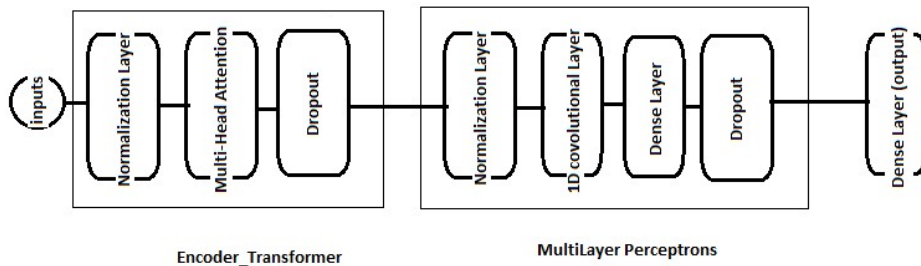 inputs
Normalization Layer
Multi-Head Attention
Dropout
Normalization Layer
1D covolutional Layer
Dense Layer
Dropout
Dense Layer (output)
Encoder_Transformer
MultiLayer Perceptrons